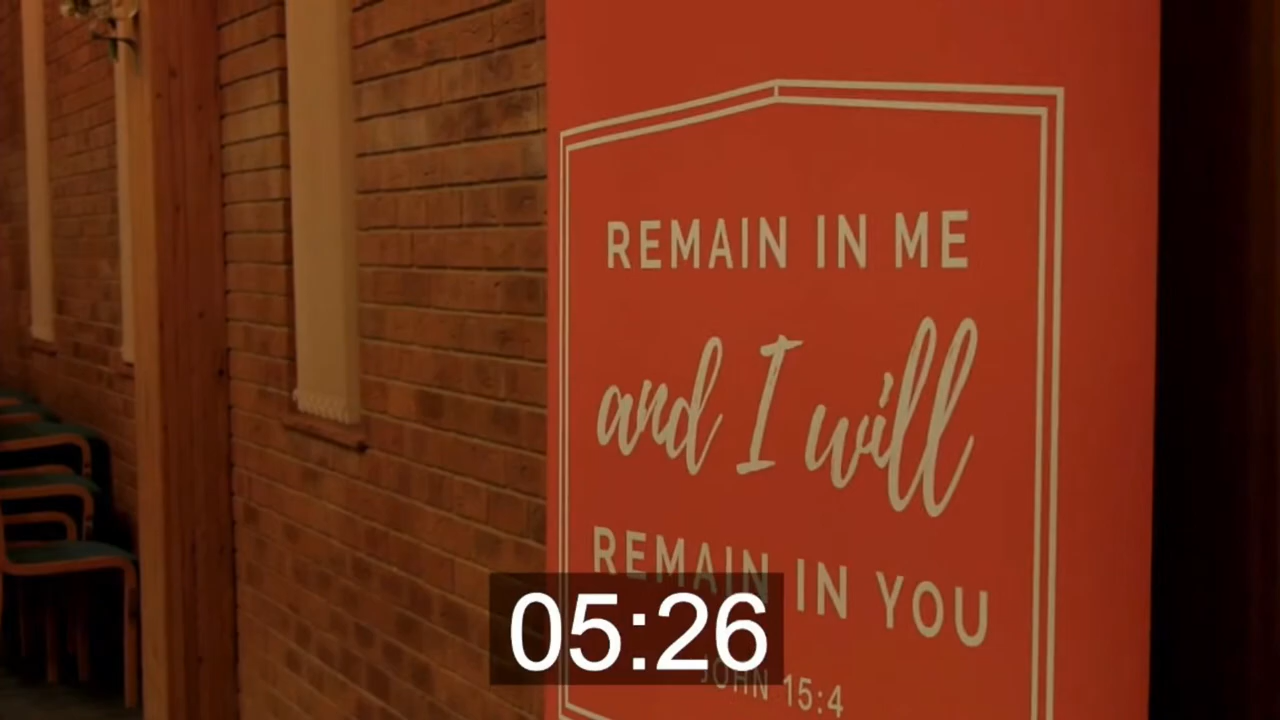 REMAIN IN ME
and I will
REMAIN IN YOU
05:26
JOHN 15:4